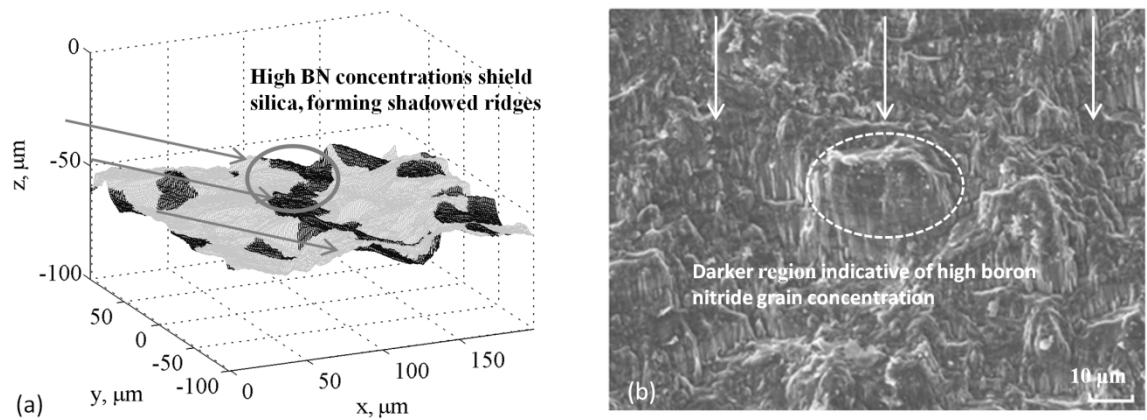 0
-50
-100
z, μm
High BN concentrations shield
silica, forming shadowed ridges
50
0
-50
-100
y, μm
0
50
100
150
x, μm
(a)
Darker region indicative of high boron
nitride grain concentration
10 μm
(b)